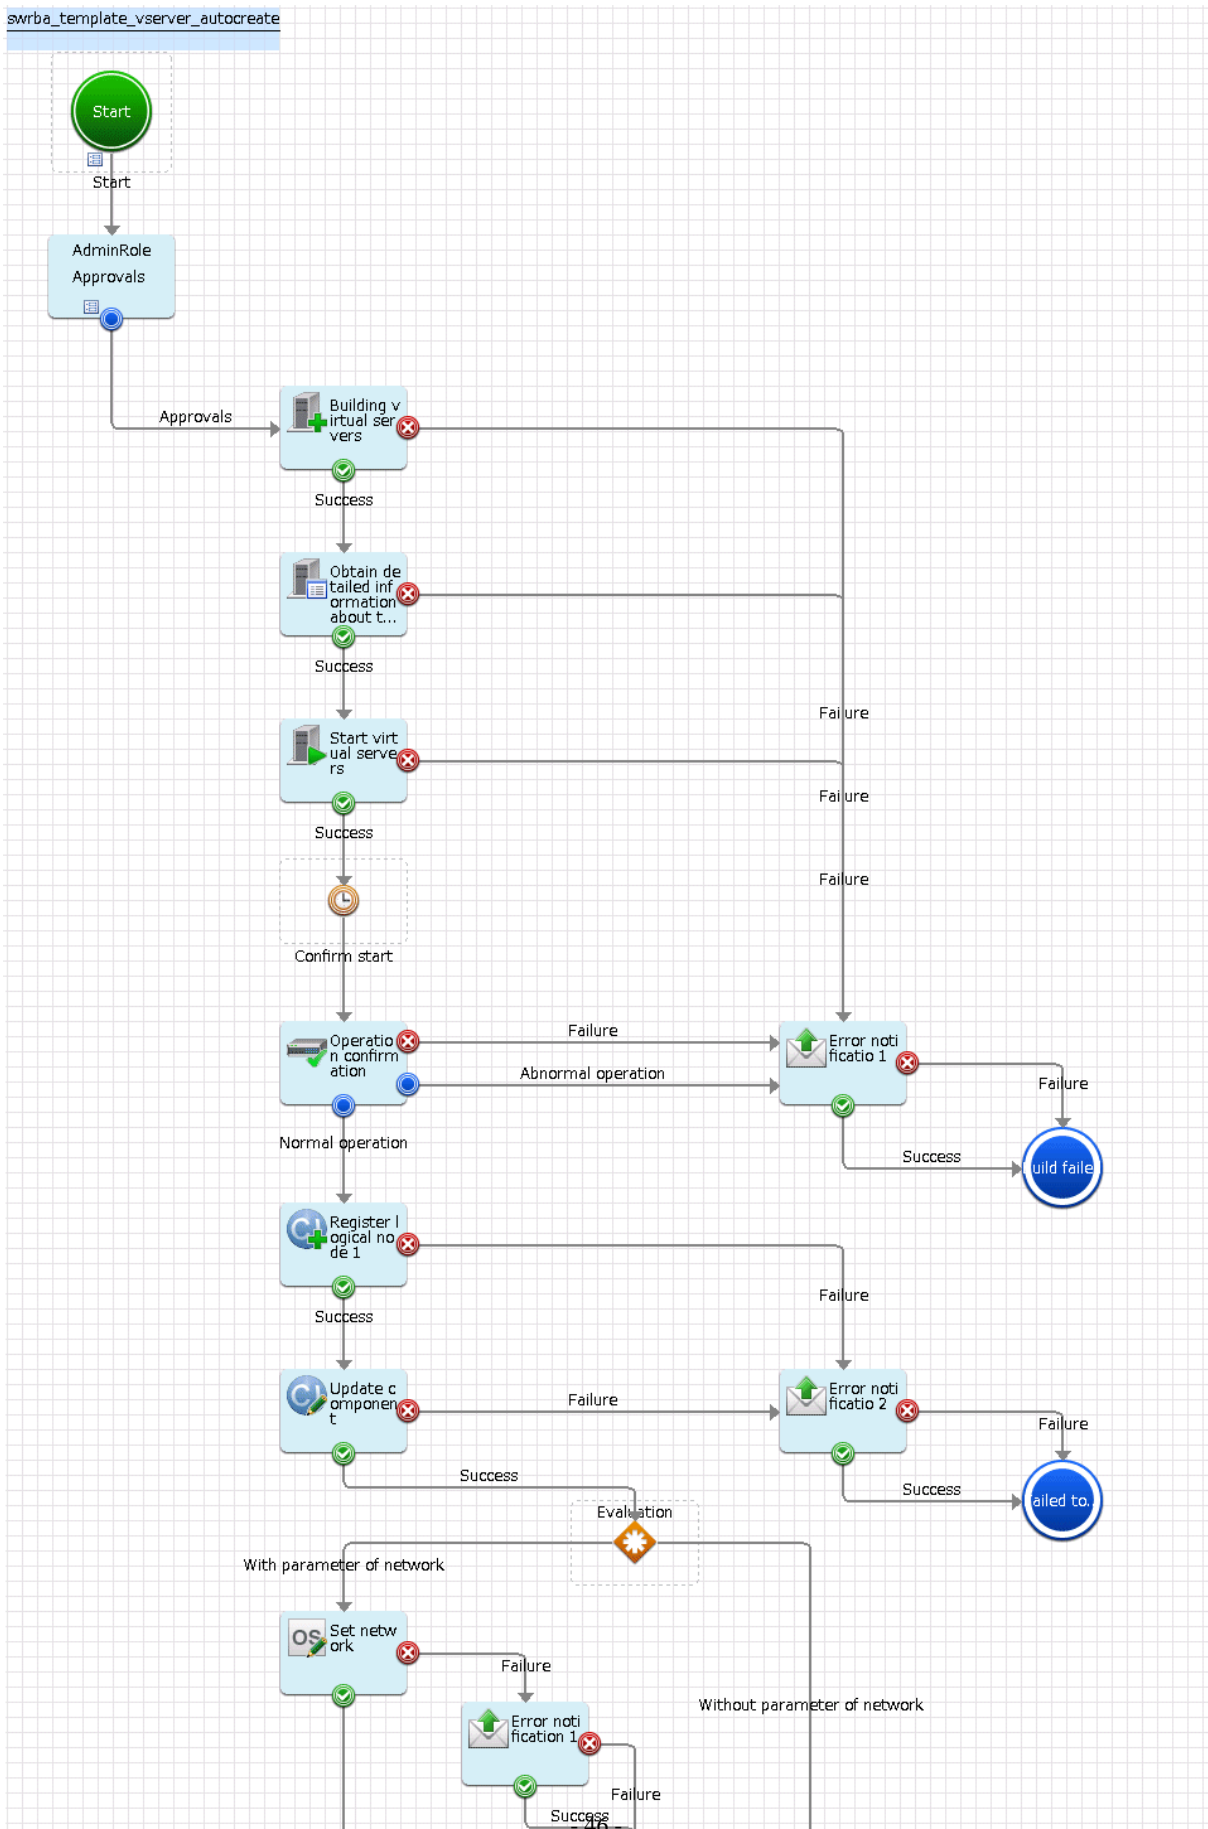 swrba_template_vserver_autocreate
Start
Start
AdminRole
Approvals
Approvals
Building v
irtual ser
vers
Success
Obtain de
tailed inf
ormation
about t...
Success
Failure
Start virt
ual serve
rs
Failure
Success
Failure
Confirm start
Operatio
n confirm
ation
Failure
Abnormal operation
Error noti
ficatio 1
Failure
Normal operation
Success
uild faile
Register l
ogical no
de 1
Failure
Success
Update c
omponen
t
Failure
Error noti
ficatio 2
Failure
Success
Success
ailed to.
Evaluation
With parameter of network
OS
Set netw
ork
Failure
Without parameter of network
Error noti
fication 1
Failure
Success
- 46 -